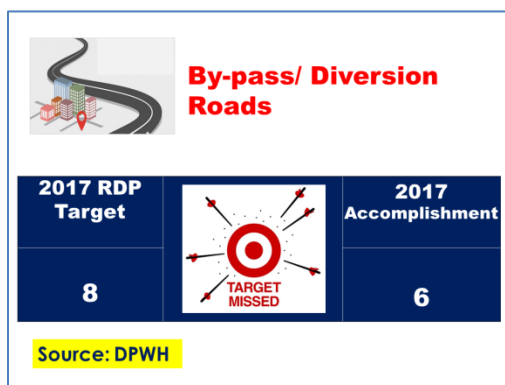 By-pass/ Diversion
Roads
2017 RDP
Target
8
TARGET
MISSED
2017
Accomplishment
6
Source: DPWH